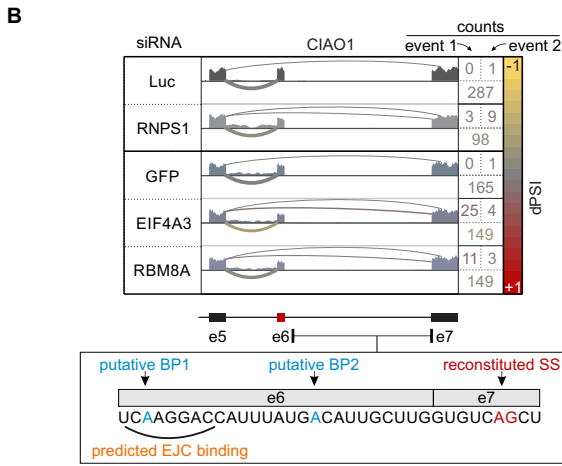 B
counts
siRNA CIAO1 event 1 event 2
Luc 0 1 -1
287
RNPS1 3 9
98
GFP 0 1
165
dPSI
EIF4A3 25 4
149
RBM8A 11 3
149 +1
e5 e6 e7
putative BP1 putative BP2 reconstituted SS
e6 e7
UCAAGGACCAUUUAUGACAUUGCUUGGUGUCAGCU
predicted EJC binding